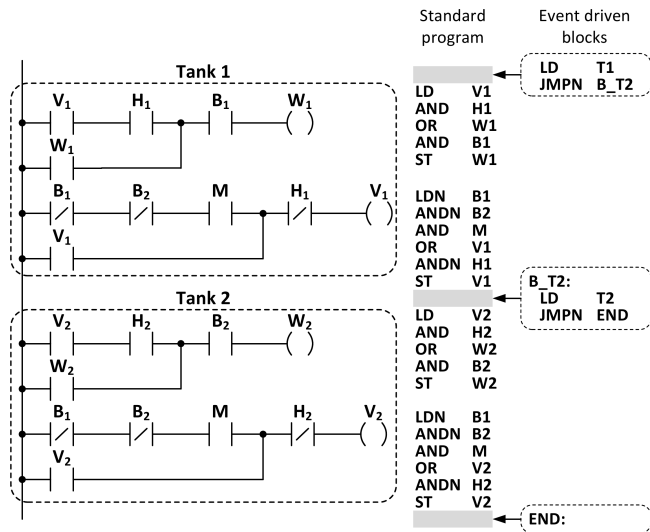 Standard program
Event driven blocks
Tank 1
V1 H1 B1 W1
W1
B1 B2 M H1 V1
V1
Tank 2
V2 H2 B2 W2
W2
B1 B2 M H2 V2
V2
LD V1
AND H1
OR W1
AND B1
ST W1
LDN B1
ANDN B2
AND M
OR V1
ANDN H1
ST V1
LD V2
AND H2
OR W2
AND B2
ST W2
LDN B1
ANDN B2
AND M
OR V2
ANDN H2
ST V2
LD T1
JMPN B_T2
B_T2:
LD T2
JMPN END
END: